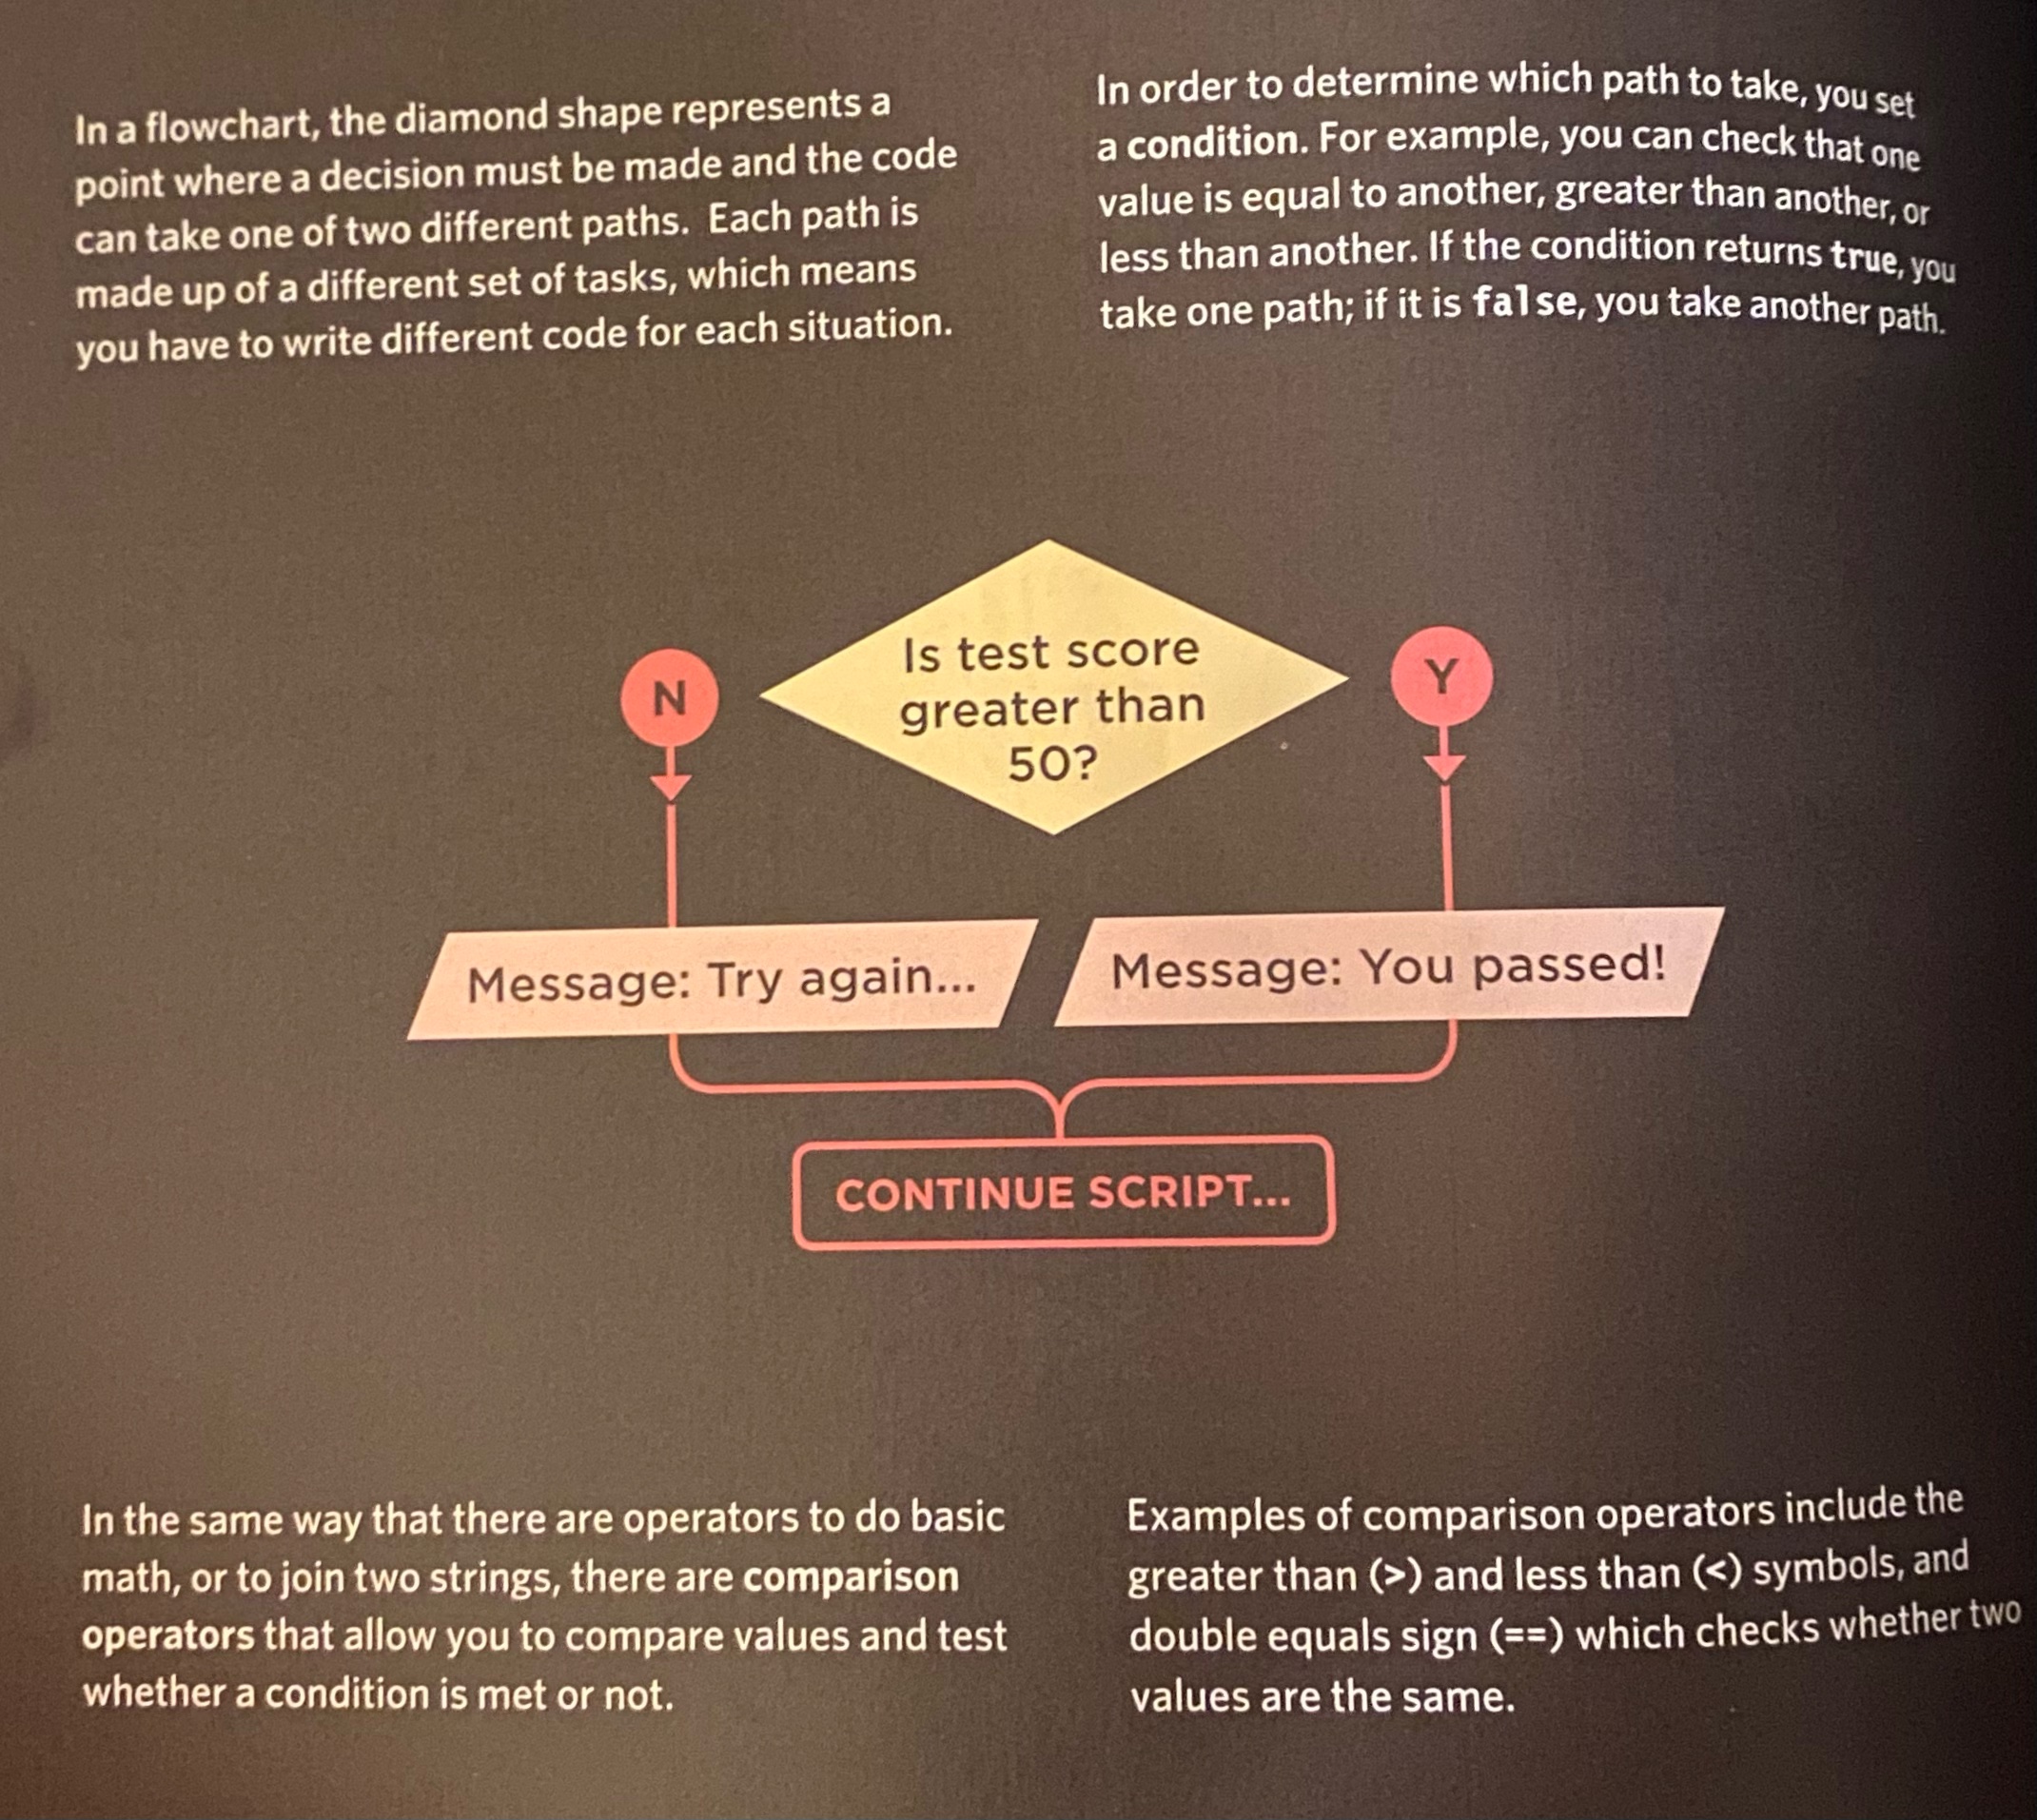 In a flowchart, the diamond shape represents a
point where a decision must be made and the code
can take one of two different paths. Each path is
made up of a different set of tasks, which means
you have to write different code for each situation.
In order to determine which path to take, you set
a condition. For example, you can check that one
value is equal to another, greater than another, or
less than another. If the condition returns true, you
take one path; if it is false, you take another path.
Is test score
greater than
50?
N
Y
Message: Try again...
Message: You passed!
CONTINUE SCRIPT...
In the same way that there are operators to do basic
math, or to join two strings, there are comparison
operators that allow you to compare values and test
whether a condition is met or not.
Examples of comparison operators include the
greater than (>) and less than (<) symbols, and
double equals sign (==) which checks whether two
values are the same.